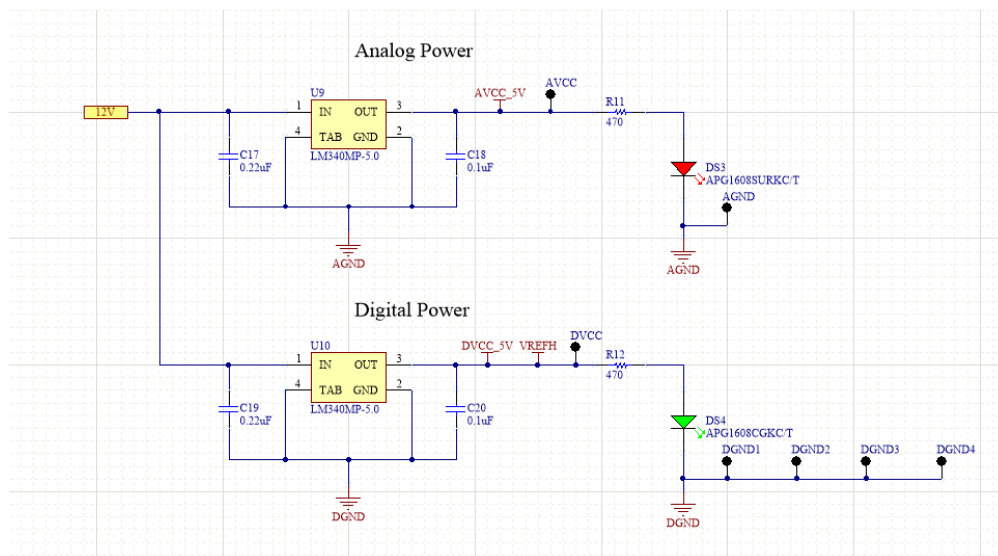 Analog Power
12V
U9
1 IN OUT 3
4 TAB GND 2
LM340MP-5.0
C17
0.22uF
C18
0.1uF
AGND
AVCC_5V
AVCC
R11
470
DS3
APG1608SURKC/T
AGND
AGND
Digital Power
U10
1 IN OUT 3
4 TAB GND 2
LM340MP-5.0
C19
0.22uF
C20
0.1uF
DGND
DVCC_5V VREFH
DVCC
R12
470
DS4
APG1608CGKC/T
DGND1 DGND2 DGND3 DGND4
DGND